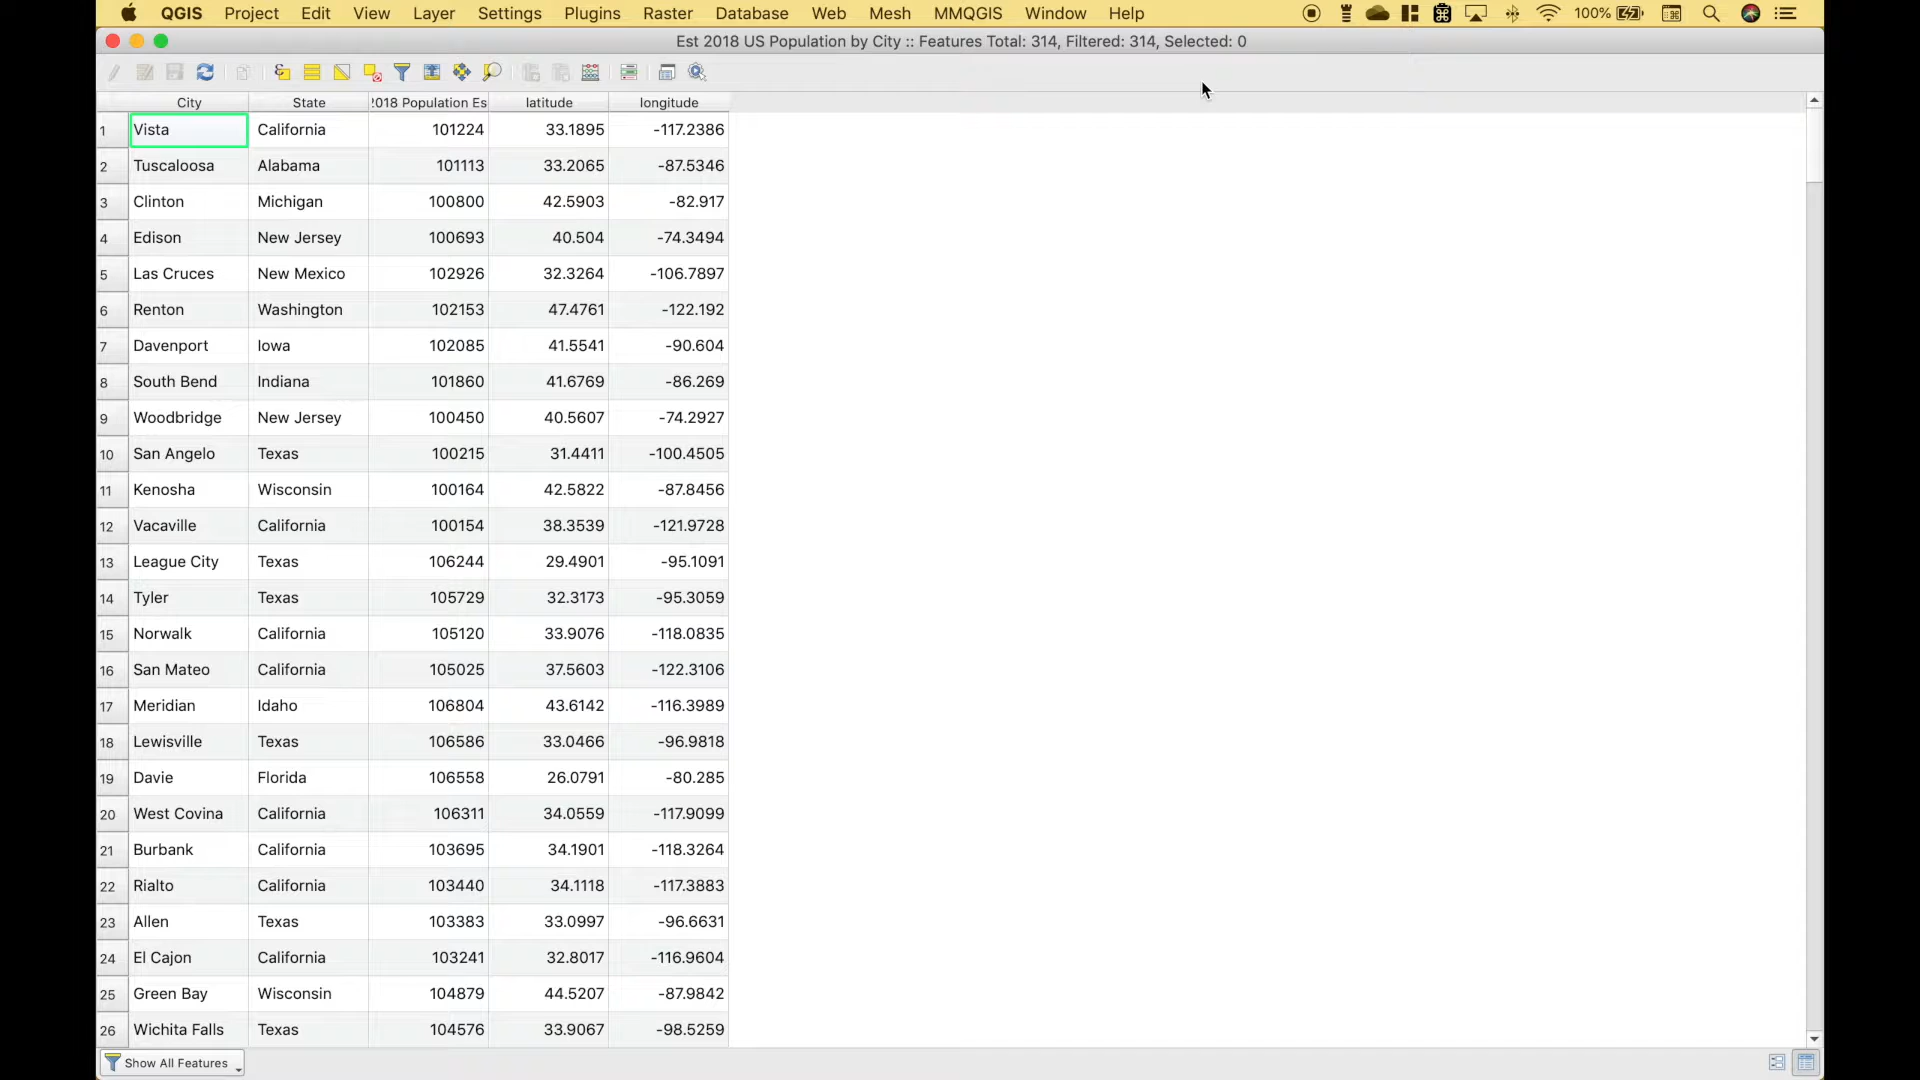 QGIS Project Edit View Layer Settings Plugins Raster Database Web Mesh MMQGIS Window Help 100%
Est 2018 US Population by City :: Features Total: 314, Filtered: 314, Selected: 0
City State 2018 Population Es latitude longitude
1 Vista California 101224 33.1895 -117.2386
2 Tuscaloosa Alabama 101113 33.2065 -87.5346
3 Clinton Michigan 100800 42.5903 -82.917
4 Edison New Jersey 100693 40.504 -74.3494
5 Las Cruces New Mexico 102926 32.3264 -106.7897
6 Renton Washington 102153 47.4761 -122.192
7 Davenport Iowa 102085 41.5541 -90.604
8 South Bend Indiana 101860 41.6769 -86.269
9 Woodbridge New Jersey 100450 40.5607 -74.2927
10 San Angelo Texas 100215 31.4411 -100.4505
11 Kenosha Wisconsin 100164 42.5822 -87.8456
12 Vacaville California 100154 38.3539 -121.9728
13 League City Texas 106244 29.4901 -95.1091
14 Tyler Texas 105729 32.3173 -95.3059
15 Norwalk California 105120 33.9076 -118.0835
16 San Mateo California 105025 37.5603 -122.3106
17 Meridian Idaho 106804 43.6142 -116.3989
18 Lewisville Texas 106586 33.0466 -96.9818
19 Davie Florida 106558 26.0791 -80.285
20 West Covina California 106311 34.0559 -117.9099
21 Burbank California 103695 34.1901 -118.3264
22 Rialto California 103440 34.1118 -117.3883
23 Allen Texas 103383 33.0997 -96.6631
24 El Cajon California 103241 32.8017 -116.9604
25 Green Bay Wisconsin 104879 44.5207 -87.9842
26 Wichita Falls Texas 104576 33.9067 -98.5259
Show All Features